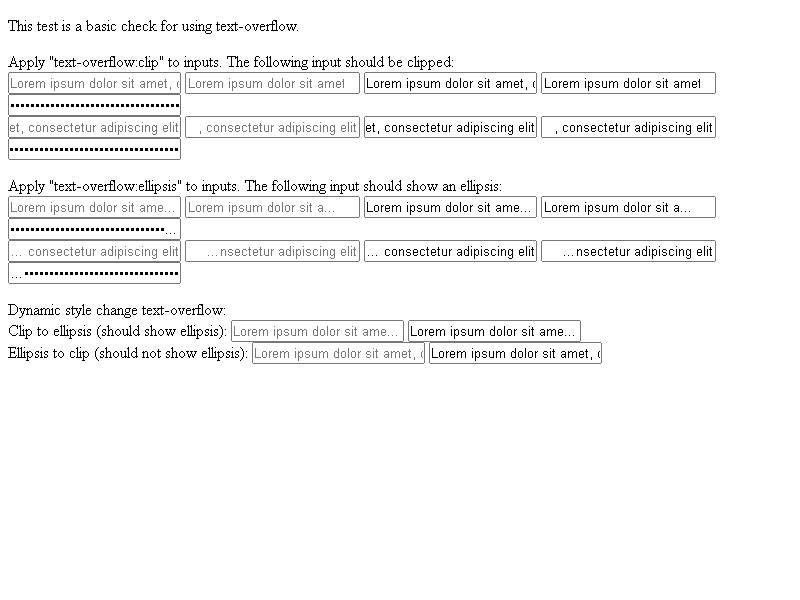 This test is a basic check for using text-overflow.
Apply "text-overflow:clip" to inputs. The following input should be clipped:
Lorem ipsum dolor sit amet, c Lorem ipsum dolor sit amet Lorem ipsum dolor sit amet, c Lorem ipsum dolor sit amet
••••••••••••••••••••••••••••••••••
et, consectetur adipiscing elit , consectetur adipiscing elit et, consectetur adipiscing elit , consectetur adipiscing elit
••••••••••••••••••••••••••••••••••
Apply "text-overflow:ellipsis" to inputs. The following input should show an ellipsis:
Lorem ipsum dolor sit ame... Lorem ipsum dolor sit a... Lorem ipsum dolor sit ame... Lorem ipsum dolor sit a...
•••••••••••••••••••••••••••••••...
... consectetur adipiscing elit ...nsectetur adipiscing elit ... consectetur adipiscing elit ...nsectetur adipiscing elit
...•••••••••••••••••••••••••••••••
Dynamic style change text-overflow:
Clip to ellipsis (should show ellipsis): Lorem ipsum dolor sit ame... Lorem ipsum dolor sit ame...
Ellipsis to clip (should not show ellipsis): Lorem ipsum dolor sit amet, c Lorem ipsum dolor sit amet, c